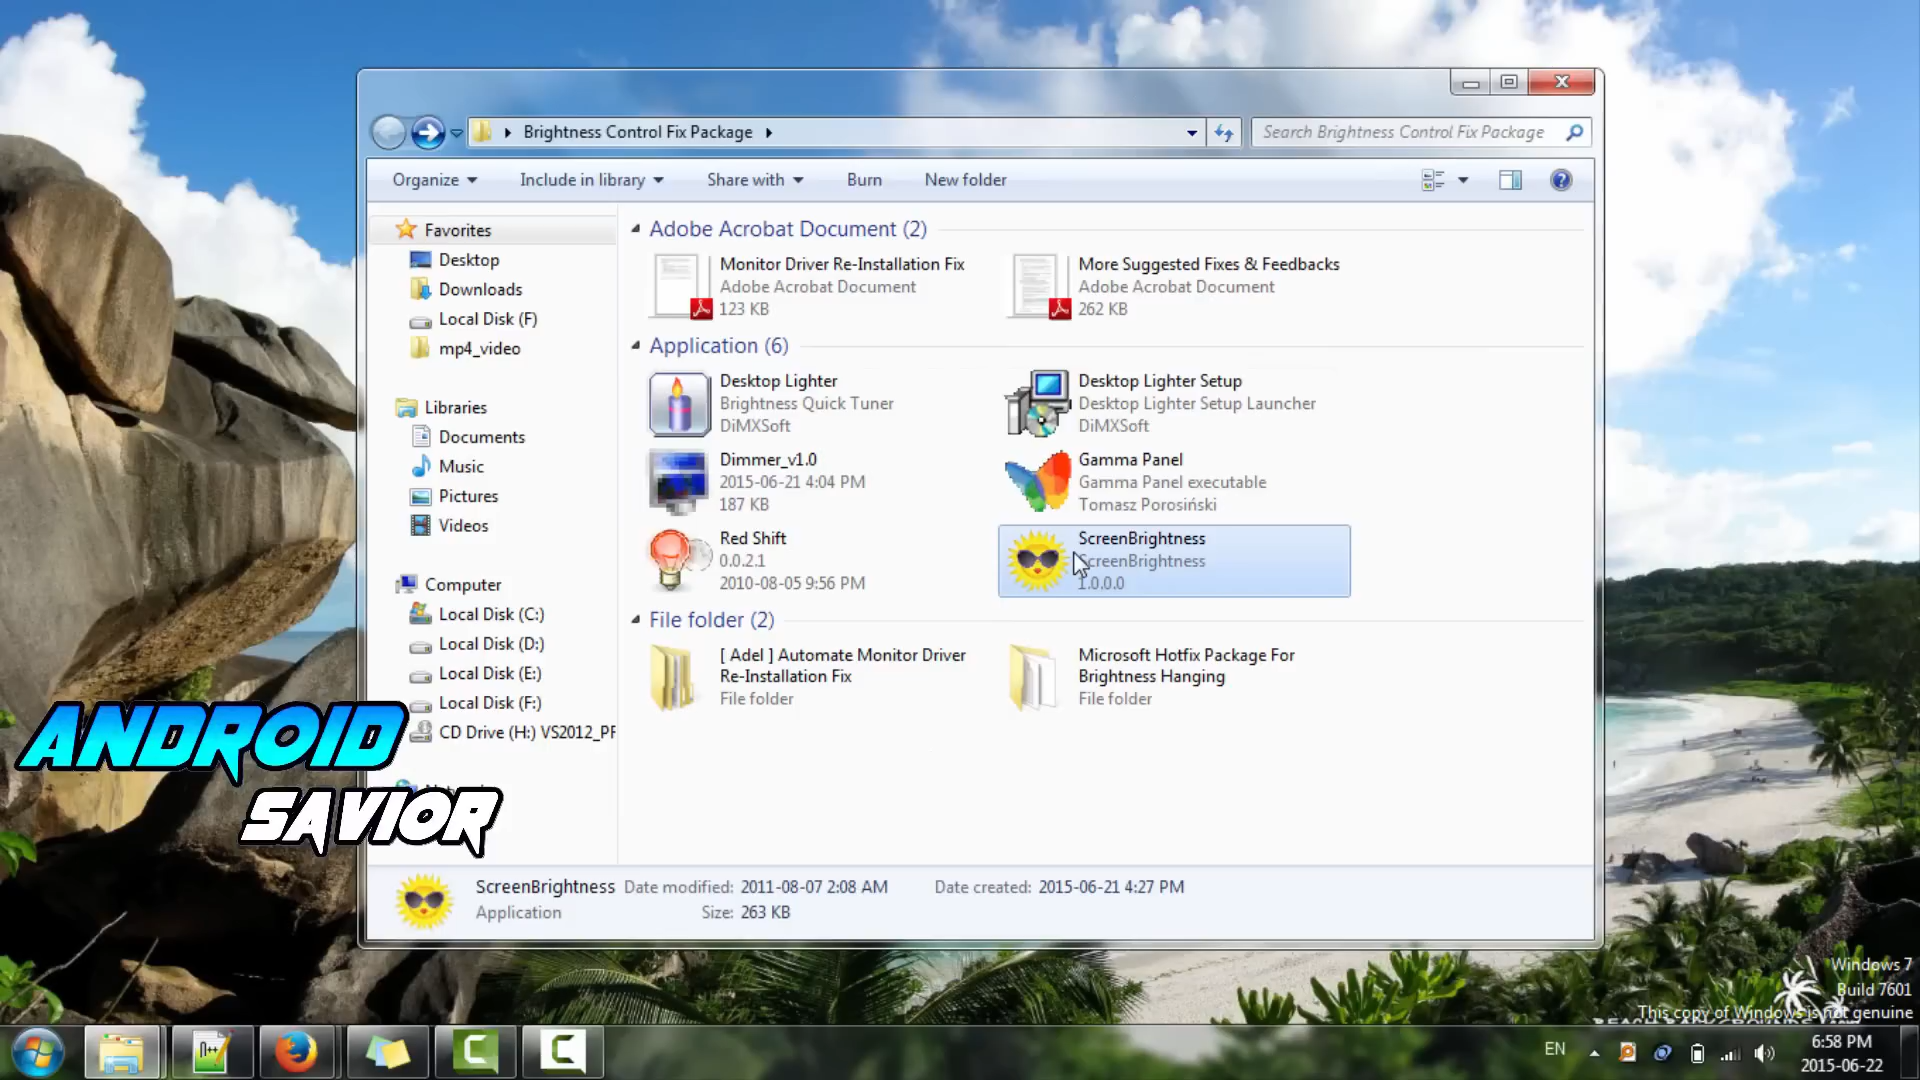 Brightness Control Fix Package
Search Brightness Control Fix Package
Organize
Include in library
Share with
Burn
New folder
Favorites
Desktop
Downloads
Local Disk (F)
mp4_video
Libraries
Documents
Music
Pictures
Videos
Computer
Local Disk (C:)
Local Disk (D:)
Local Disk (E:)
Local Disk (F:)
CD Drive (H:) VS2012_PF
Adobe Acrobat Document (2)
Monitor Driver Re-Installation Fix
Adobe Acrobat Document
123 KB
More Suggested Fixes & Feedbacks
Adobe Acrobat Document
262 KB
Application (6)
Desktop Lighter
Brightness Quick Tuner
DiMXSoft
Desktop Lighter Setup
Desktop Lighter Setup Launcher
DiMXSoft
Dimmer_v1.0
2015-06-21 4:04 PM
187 KB
Gamma Panel
Gamma Panel executable
Tomasz Porosiński
Red Shift
0.0.2.1
2010-08-05 9:56 PM
ScreenBrightness
ScreenBrightness
1.0.0.0
File folder (2)
[ Adel ] Automate Monitor Driver
Re-Installation Fix
File folder
Microsoft Hotfix Package For
Brightness Hanging
File folder
ANDROID
SAVIOR
ScreenBrightness Date modified: 2011-08-07 2:08 AM Date created: 2015-06-21 4:27 PM
Application Size: 263 KB
Windows 7
Build 7601
This copy of Windows is not genuine
EN
6:58 PM
2015-06-22